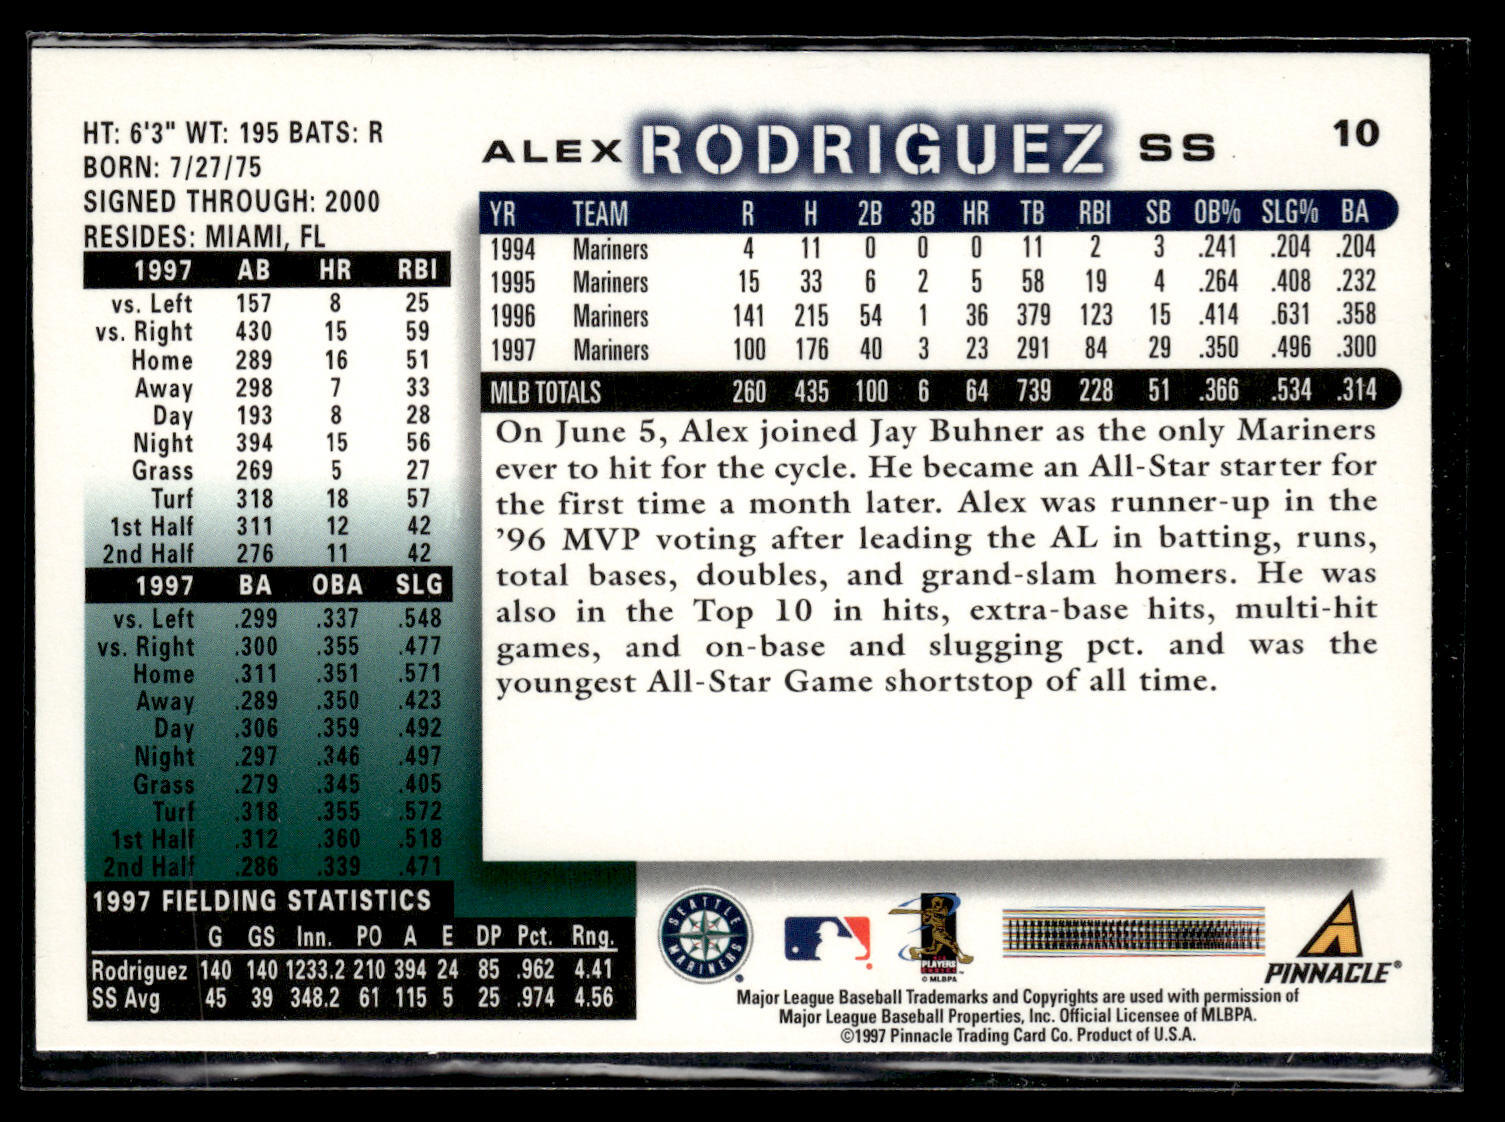 HT: 6'3" WT: 195 BATS: R
BORN: 7/27/75
SIGNED THROUGH: 2000
RESIDES: MIAMI, FL
1997 AB HR RBI
vs. Left 157 8 25
vs. Right 430 15 59
Home 289 16 51
Away 298 7 33
Day 193 8 28
Night 394 15 56
Grass 269 5 27
Turf 318 18 57
1st Half 311 12 42
2nd Half 276 11 42
1997 BA OBA SLG
vs. Left .299 .337 .548
vs. Right .300 .355 .477
Home .311 .351 .571
Away .289 .350 .423
Day .306 .359 .492
Night .297 .346 .497
Grass .279 .345 .405
Turf .318 .355 .572
1st Half .312 .360 .518
2nd Half .286 .339 .471
1997 FIELDING STATISTICS
G GS Inn. PO A E DP Pct. Rng.
Rodriguez 140 140 1233.2 210 394 24 85 .962 4.41
SS Avg 45 39 348.2 61 115 5 25 .974 4.56
ALEX RODRIGUEZ SS 10
YR TEAM R H 2B 3B HR TB RBI SB OB% SLG% BA
1994 Mariners 4 11 0 0 0 11 2 3 .241 .204 .204
1995 Mariners 15 33 6 2 5 58 19 4 .264 .408 .232
1996 Mariners 141 215 54 1 36 379 123 15 .414 .631 .358
1997 Mariners 100 176 40 3 23 291 84 29 .350 .496 .300
MLB TOTALS 260 435 100 6 64 739 228 51 .366 .534 .314
On June 5, Alex joined Jay Buhner as the only Mariners
ever to hit for the cycle. He became an All-Star starter for
the first time a month later. Alex was runner-up in the
'96 MVP voting after leading the AL in batting, runs,
total bases, doubles, and grand-slam homers. He was
also in the Top 10 in hits, extra-base hits, multi-hit
games, and on-base and slugging pct. and was the
youngest All-Star Game shortstop of all time.
SEATTLE MARINERS
PLAYERS CHOICE
© MLBPA
PINNACLE®
Major League Baseball Trademarks and Copyrights are used with permission of
Major League Baseball Properties, Inc. Official Licensee of MLBPA.
©1997 Pinnacle Trading Card Co. Product of U.S.A.